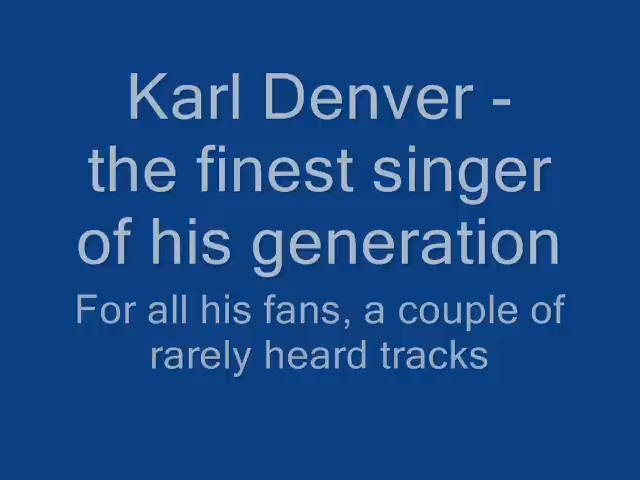 Karl Denver -
the finest singer
of his generation
For all his fans, a couple of
rarely heard tracks